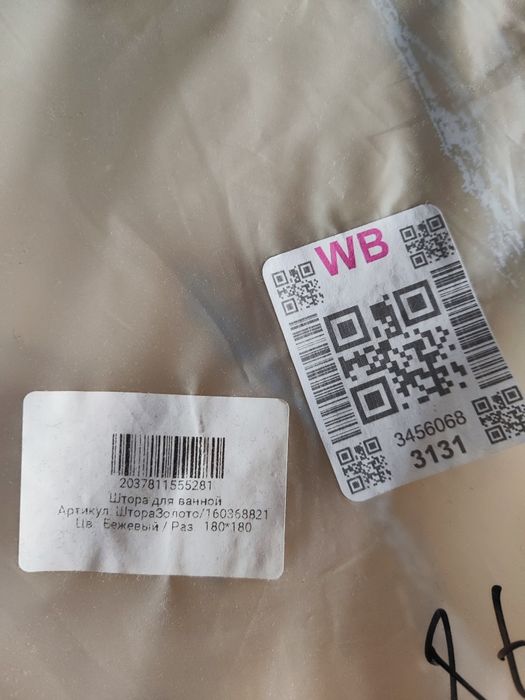 WB
3456068
3131
2037811555281
Штора для ванной
Артикул ШтораЗолото/160368821
Цв. Бежевый / Раз. 180*180